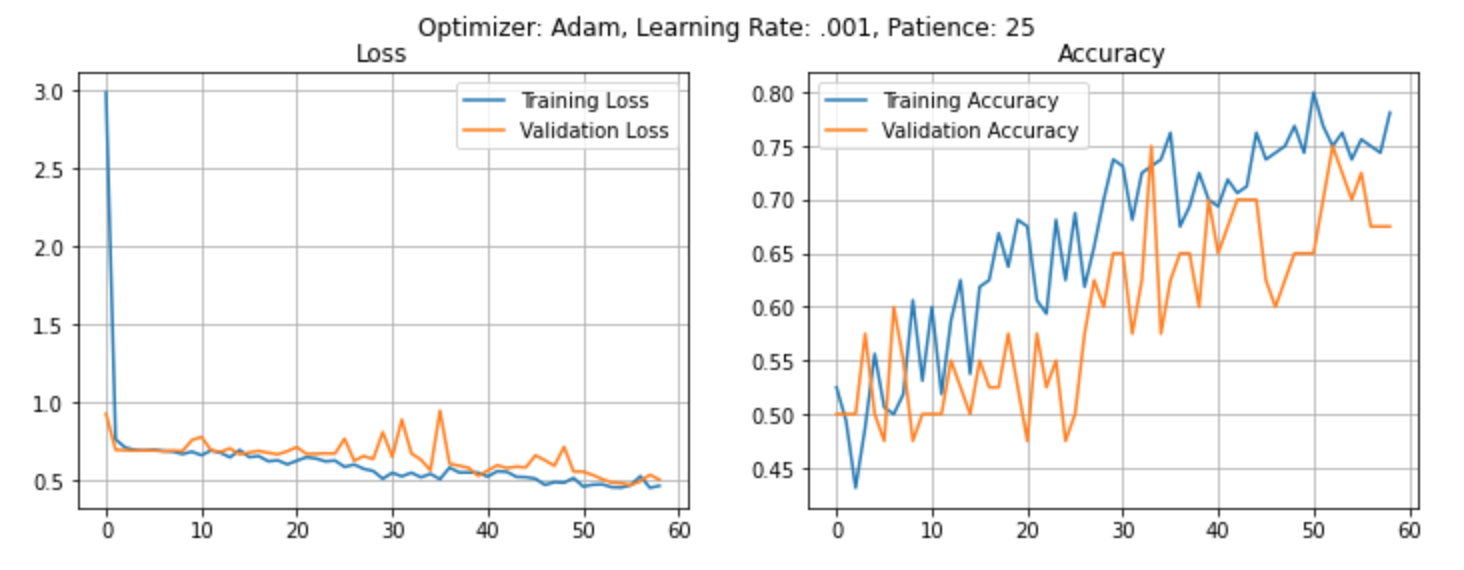 Optimizer: Adam, Learning Rate: .001, Patience: 25
Loss
3.0
2.5
2.0
1.5
1.0
0.5
0 10 20 30 40 50 60
Training Loss
Validation Loss
Accuracy
0.80
0.75
0.70
0.65
0.60
0.55
0.50
0.45
0 10 20 30 40 50 60
Training Accuracy
Validation Accuracy